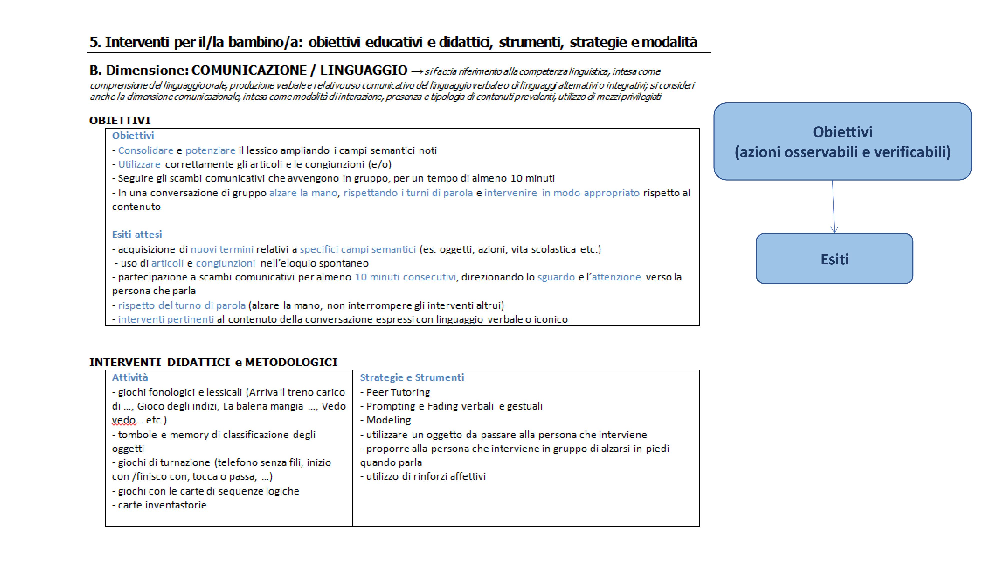 5. Interventi per il/la bambino/a: obiettivi educativi e didattici, strumenti, strategie e modalità
B. Dimensione: COMUNICAZIONE / LINGUAGGIO → si faccia riferimento alla competenza linguistica, intesa come
comprensione del linguaggio orale, produzione verbale e relativo uso comunicativo del linguaggio verbale o di linguaggi alternativi o integrativi; si consideri
anche la dimensione comunicazionale, intesa come modalità di interazione, presenza e tipologia di contenuti prevalenti, utilizzo di mezzi privilegiati
OBIETTIVI
Obiettivi
- Consolidare e potenziare il lessico ampliando i campi semantici noti
- Utilizzare correttamente gli articoli e le congiunzioni (e/o)
- Seguire gli scambi comunicativi che avvengono in gruppo, per un tempo di almeno 10 minuti
- In una conversazione di gruppo alzare la mano, rispettando i turni di parola e intervenire in modo appropriato rispetto al
contenuto
Esiti attesi
- acquisizione di nuovi termini relativi a specifici campi semantici (es. oggetti, azioni, vita scolastica etc.)
- uso di articoli e congiunzioni nell'eloquio spontaneo
- partecipazione a scambi comunicativi per almeno 10 minuti consecutivi, direzionando lo sguardo e l'attenzione verso la
persona che parla
- rispetto del turno di parola (alzare la mano, non interrompere gli interventi altrui)
- interventi pertinenti al contenuto della conversazione espressi con linguaggio verbale o iconico
Obiettivi
(azioni osservabili e verificabili)
Esiti
INTERVENTI DIDATTICI e METODOLOGICI
Attività
- giochi fonologici e lessicali (Arriva il treno carico
di ..., Gioco degli indizi, La balena mangia ..., Vedo
vedo... etc.)
- tombole e memory di classificazione degli
oggetti
- giochi di turnazione (telefono senza fili, inizio
con /finisco con, tocca o passa, ...)
- giochi con le carte di sequenze logiche
- carte inventastorie
Strategie e Strumenti
- Peer Tutoring
- Prompting e Fading verbali e gestuali
- Modeling
- utilizzare un oggetto da passare alla persona che interviene
- proporre alla persona che interviene in gruppo di alzarsi in piedi
quando parla
- utilizzo di rinforzi affettivi